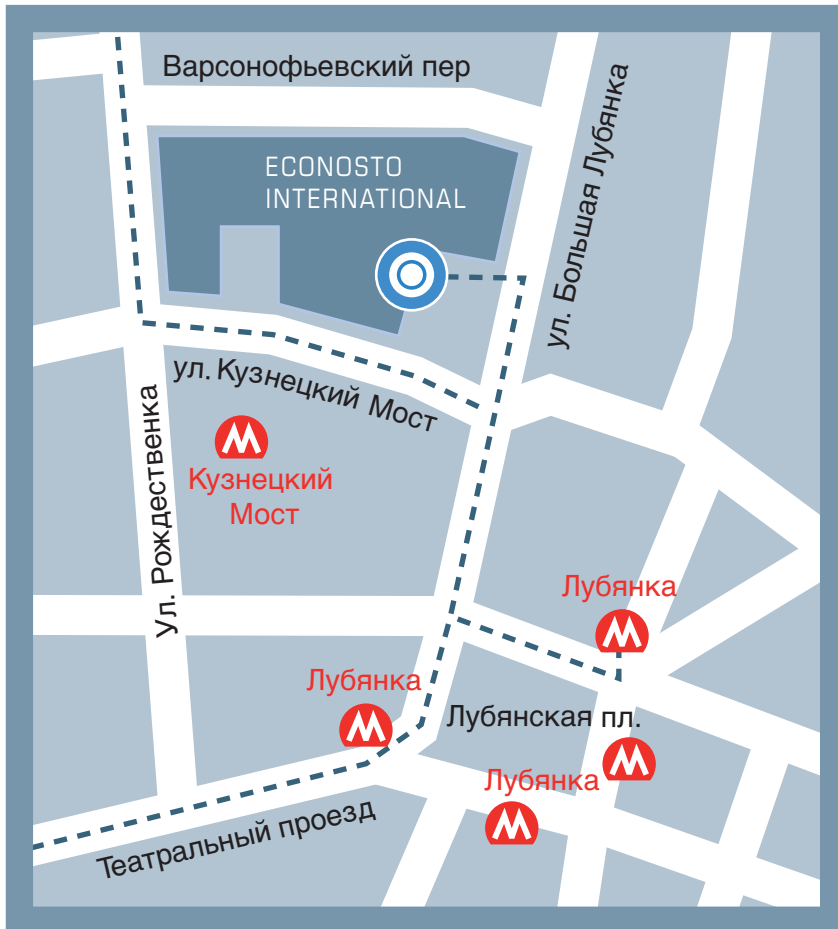 Варсонофьевский пер
ECONOSTO
INTERNATIONAL
ул. Большая Лубянка
ул. Кузнецкий Мост
Ул. Рождественка
Кузнецкий
Мост
Лубянка
Лубянка
Лубянская пл.
Лубянка
Театральный проезд